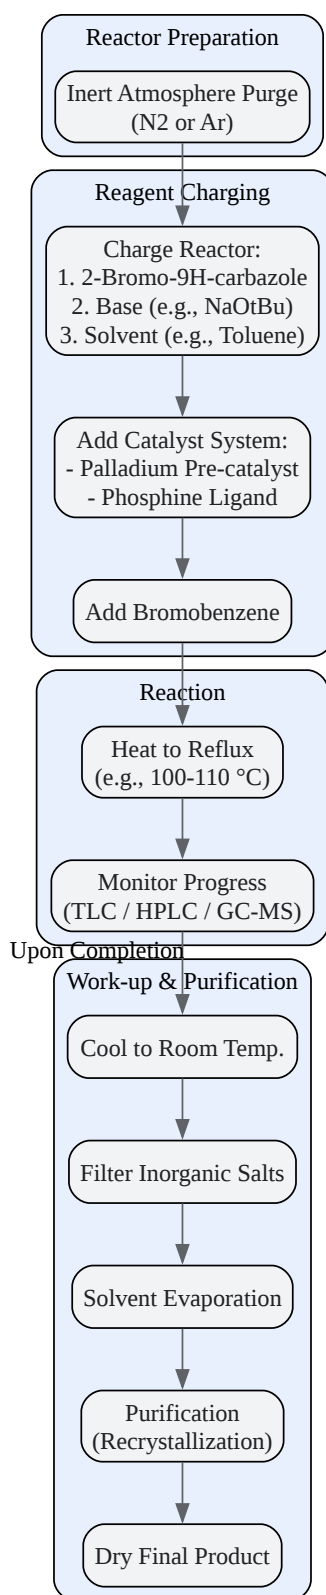 Reactor Preparation
Inert Atmosphere Purge
(N2 or Ar)
Reagent Charging
Charge Reactor:
1. 2-Bromo-9H-carbazole
2. Base (e.g., NaOtBu)
3. Solvent (e.g., Toluene)
Add Catalyst System:
- Palladium Pre-catalyst
- Phosphine Ligand
Add Bromobenzene
Reaction
Heat to Reflux
(e.g., 100-110 °C)
Monitor Progress
(TLC / HPLC / GC-MS)
Upon Completion
Work-up & Purification
Cool to Room Temp.
Filter Inorganic Salts
Solvent Evaporation
Purification
(Recrystallization)
Dry Final Product